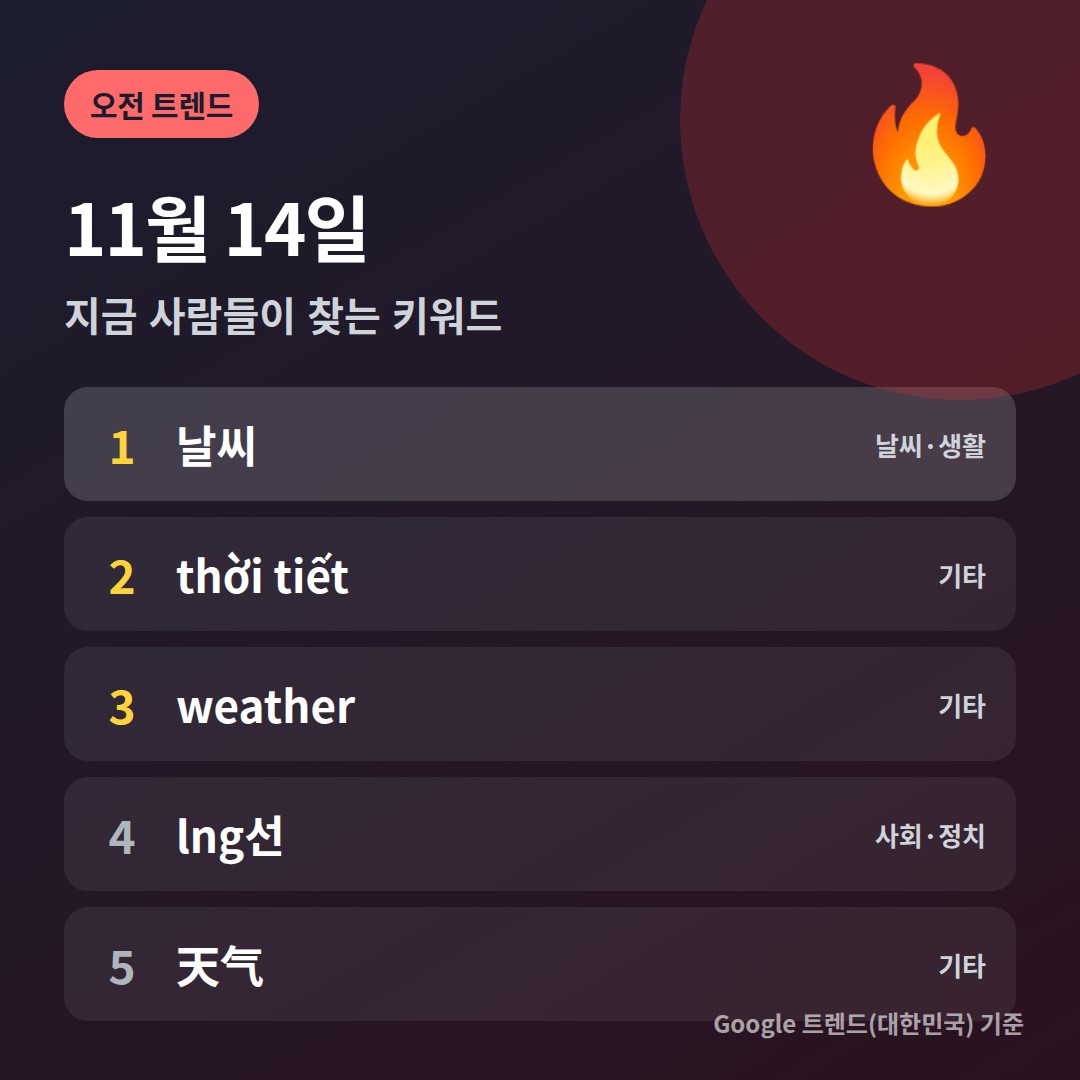 오전 트렌드
11월 14일
지금 사람들이 찾는 키워드
1 날씨 날씨·생활
2 thời tiết 기타
3 weather 기타
4 lng선 사회·정치
5 天气 기타
Google 트렌드(대한민국) 기준